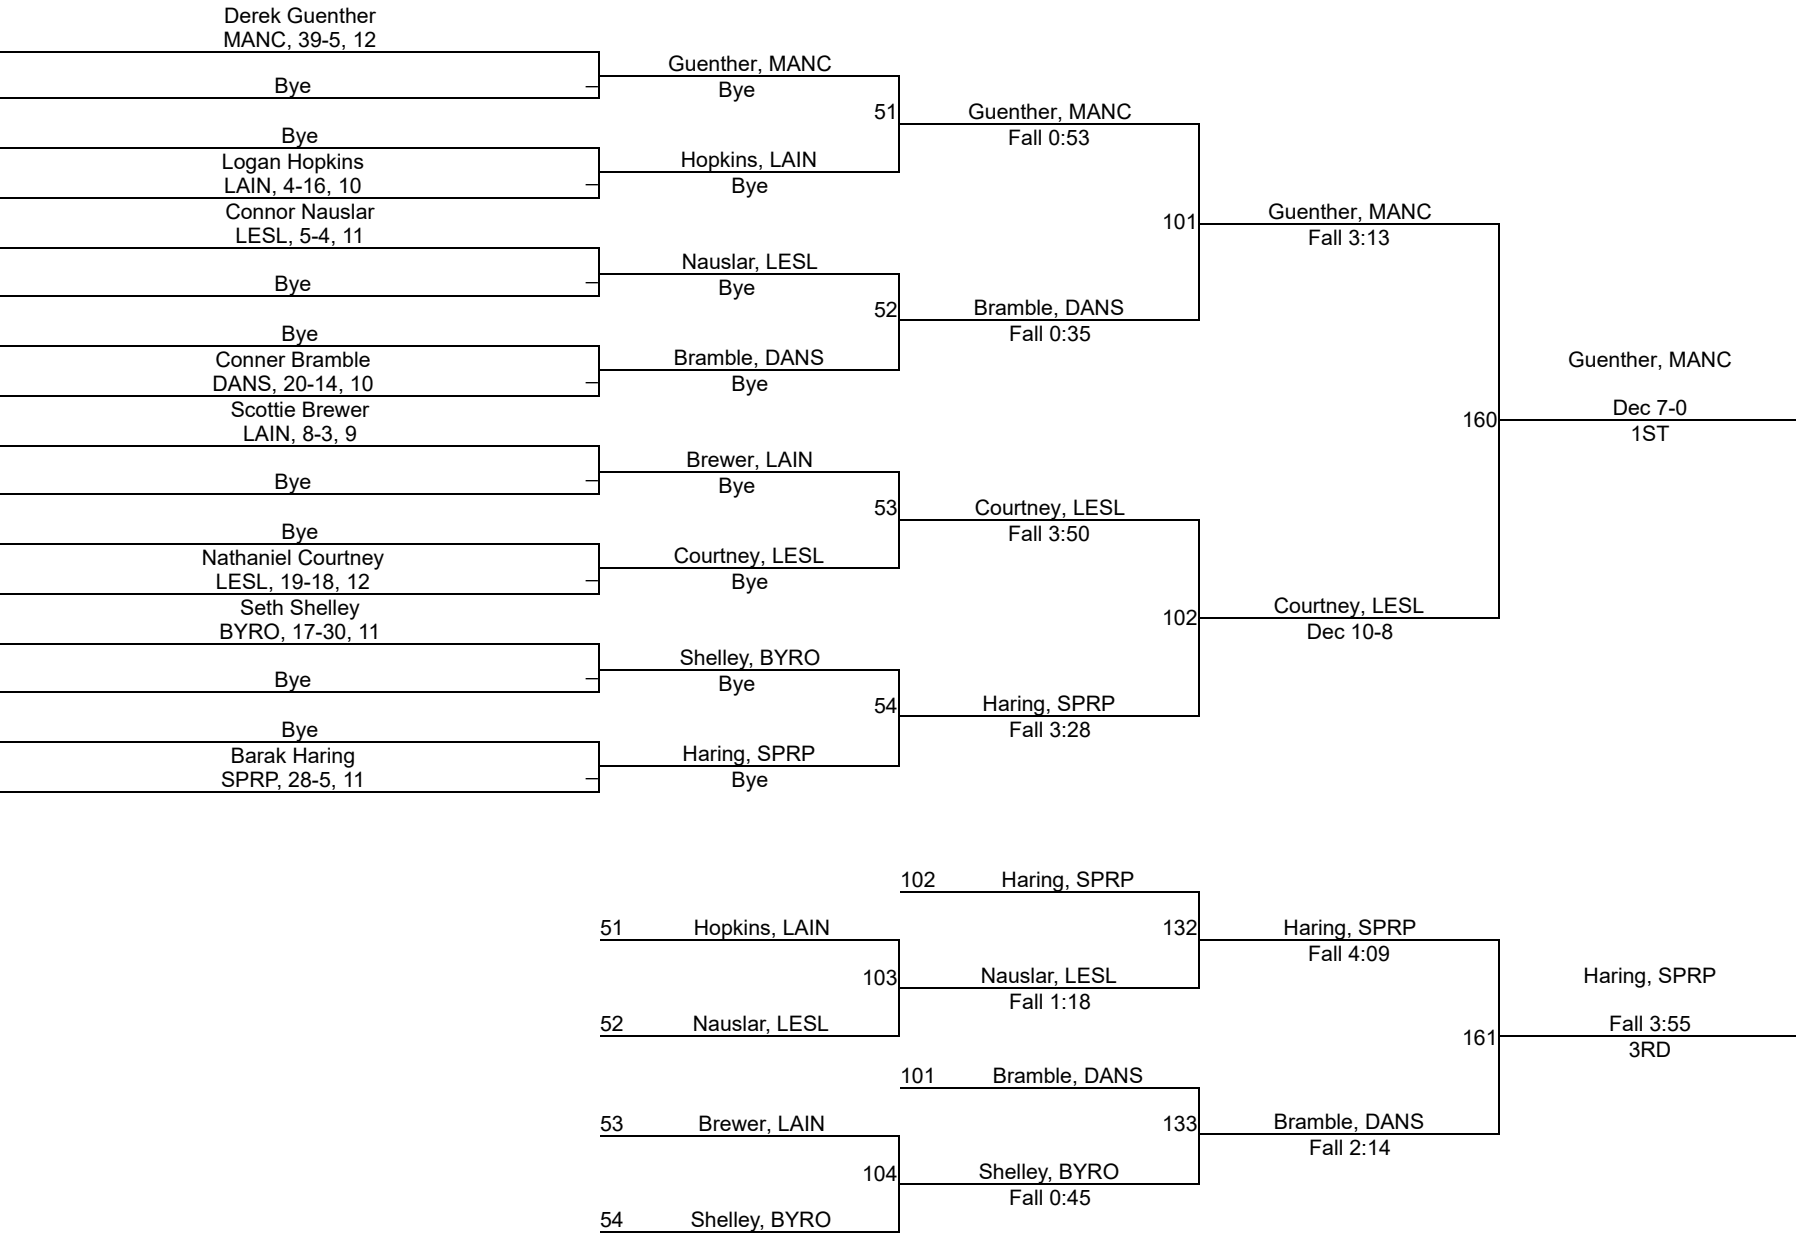 Derek Guenther
MANC, 39-5, 12
Bye
Bye
Logan Hopkins
LAIN, 4-16, 10
Connor Nauslar
LESL, 5-4, 11
Bye
Bye
Conner Bramble
DANS, 20-14, 10
Scottie Brewer
LAIN, 8-3, 9
Bye
Bye
Nathaniel Courtney
LESL, 19-18, 12
Seth Shelley
BYRO, 17-30, 11
Bye
Bye
Barak Haring
SPRP, 28-5, 11
Guenther, MANC
Bye
51
Hopkins, LAIN
Bye
Nauslar, LESL
Bye
52
Bramble, DANS
Bye
Brewer, LAIN
Bye
53
Courtney, LESL
Bye
Shelley, BYRO
Bye
54
Haring, SPRP
Bye
Guenther, MANC
Fall 0:53
101
Bramble, DANS
Fall 0:35
Courtney, LESL
Fall 3:50
102
Haring, SPRP
Fall 3:28
Guenther, MANC
Fall 3:13
160
Courtney, LESL
Dec 10-8
Guenther, MANC
Dec 7-0
1ST
51 Hopkins, LAIN
103
52 Nauslar, LESL
53 Brewer, LAIN
104
54 Shelley, BYRO
102 Haring, SPRP
132
Nauslar, LESL
Fall 1:18
101 Bramble, DANS
133
Shelley, BYRO
Fall 0:45
Haring, SPRP
Fall 4:09
161
Bramble, DANS
Fall 2:14
Haring, SPRP
Fall 3:55
3RD